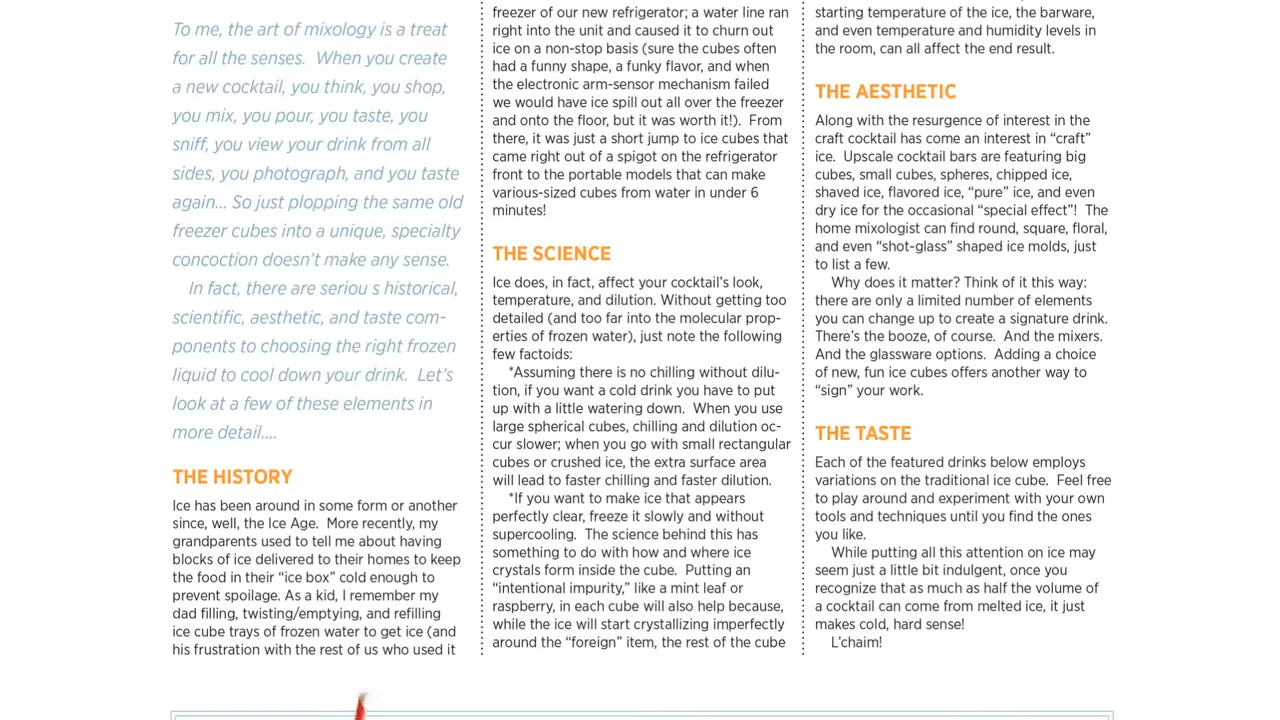 To me, the art of mixology is a treat
for all the senses.  When you create
a new cocktail, you think, you shop,
you mix, you pour, you taste, you
sniff, you view your drink from all
sides, you photograph, and you taste
again... So just plopping the same old
freezer cubes into a unique, specialty
concoction doesn't make any sense.
In fact, there are seriou s historical,
scientific, aesthetic, and taste com-
ponents to choosing the right frozen
liquid to cool down your drink.  Let's
look at a few of these elements in
more detail....
THE HISTORY
Ice has been around in some form or another
since, well, the Ice Age.  More recently, my
grandparents used to tell me about having
blocks of ice delivered to their homes to keep
the food in their “ice box” cold enough to
prevent spoilage. As a kid, I remember my
dad filling, twisting/emptying, and refilling
ice cube trays of frozen water to get ice (and
his frustration with the rest of us who used it
freezer of our new refrigerator; a water line ran
right into the unit and caused it to churn out
ice on a non-stop basis (sure the cubes often
had a funny shape, a funky flavor, and when
the electronic arm-sensor mechanism failed
we would have ice spill out all over the freezer
and onto the floor, but it was worth it!).  From
there, it was just a short jump to ice cubes that
came right out of a spigot on the refrigerator
front to the portable models that can make
various-sized cubes from water in under 6
minutes!
THE SCIENCE
Ice does, in fact, affect your cocktail's look,
temperature, and dilution. Without getting too
detailed (and too far into the molecular prop-
erties of frozen water), just note the following
few factoids:
*Assuming there is no chilling without dilu-
tion, if you want a cold drink you have to put
up with a little watering down.  When you use
large spherical cubes, chilling and dilution oc-
cur slower; when you go with small rectangular
cubes or crushed ice, the extra surface area
will lead to faster chilling and faster dilution.
*If you want to make ice that appears
perfectly clear, freeze it slowly and without
supercooling.  The science behind this has
something to do with how and where ice
crystals form inside the cube.  Putting an
“intentional impurity,” like a mint leaf or
raspberry, in each cube will also help because,
while the ice will start crystallizing imperfectly
around the “foreign” item, the rest of the cube
starting temperature of the ice, the barware,
and even temperature and humidity levels in
the room, can all affect the end result.
THE AESTHETIC
Along with the resurgence of interest in the
craft cocktail has come an interest in “craft”
ice.  Upscale cocktail bars are featuring big
cubes, small cubes, spheres, chipped ice,
shaved ice, flavored ice, “pure” ice, and even
dry ice for the occasional “special effect”!  The
home mixologist can find round, square, floral,
and even “shot-glass” shaped ice molds, just
to list a few.
Why does it matter? Think of it this way:
there are only a limited number of elements
you can change up to create a signature drink.
There's the booze, of course.  And the mixers.
And the glassware options.  Adding a choice
of new, fun ice cubes offers another way to
“sign” your work.
THE TASTE
Each of the featured drinks below employs
variations on the traditional ice cube.  Feel free
to play around and experiment with your own
tools and techniques until you find the ones
you like.
While putting all this attention on ice may
seem just a little bit indulgent, once you
recognize that as much as half the volume of
a cocktail can come from melted ice, it just
makes cold, hard sense!
L'chaim!